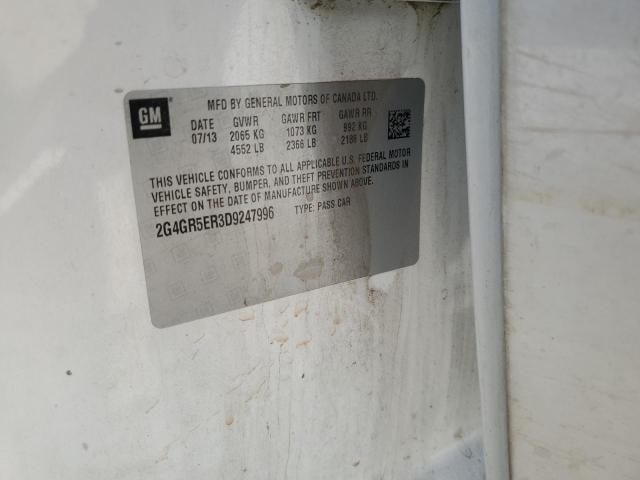 GM
MFD BY GENERAL MOTORS OF CANADA LTD.
DATE GVWR GAWR FRT GAWR RR
07/13 2065 KG 1073 KG 992 KG
4552 LB 2366 LB 2186 LB
THIS VEHICLE CONFORMS TO ALL APPLICABLE U.S. FEDERAL MOTOR
VEHICLE SAFETY, BUMPER, AND THEFT PREVENTION STANDARDS IN
EFFECT ON THE DATE OF MANUFACTURE SHOWN ABOVE.
2G4GR5ER3D9247996 TYPE: PASS CAR